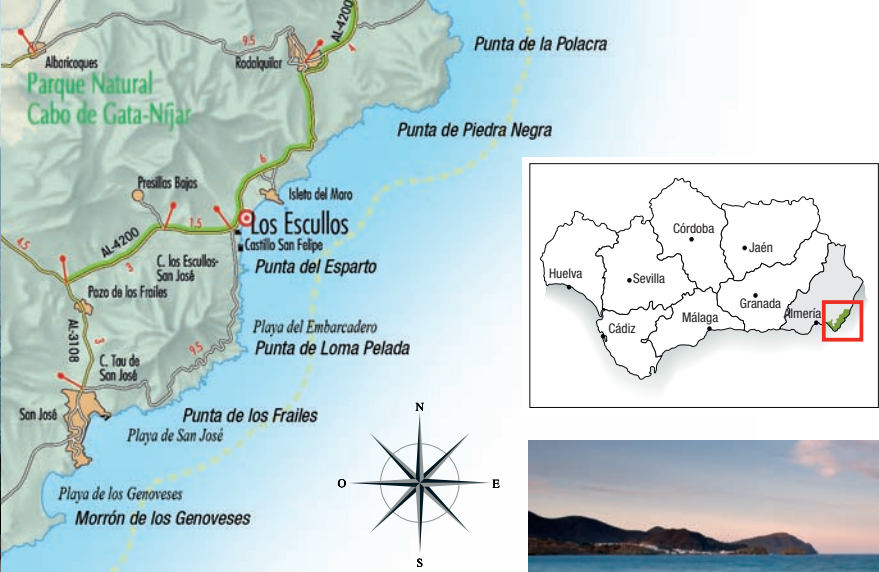 AL-4200
9.5
4
Punta de la Polacra
Albaricoques
Rodalquilar
Parque Natural
Cabo de Gata-Níjar
Punta de Piedra Negra
6
Presillas Bajas
Isleta del Moro
1.5
Los Escullos
4.5
AL-4200
Castillo San Felipe
3
C. los Escullos-
San José
Punta del Esparto
Pozo de los Frailes
AL-3108
3
Playa del Embarcadero
9.5
Punta de Loma Pelada
C. Tau de
San José
San José
Punta de los Frailes
Playa de San José
Playa de los Genoveses
Morrón de los Genoveses
N
O
E
S
Córdoba
Jaén
Huelva
Sevilla
Granada
Málaga
Almería
Cádiz